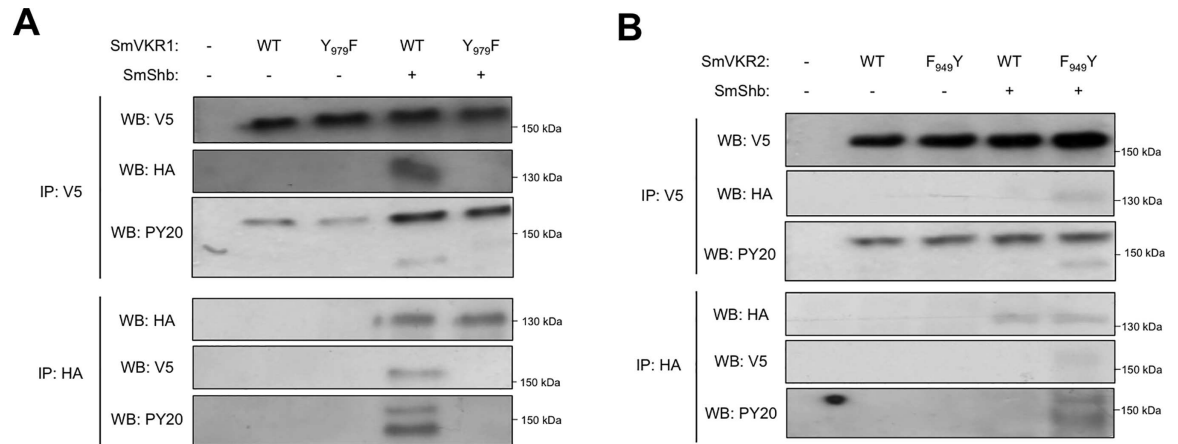 A
SmVKR1: - WT Y979F WT Y979F
SmShb: - - - + +
IP: V5
WB: V5
150 kDa
WB: HA
130 kDa
WB: PY20
150 kDa
IP: HA
WB: HA
130 kDa
WB: V5
150 kDa
WB: PY20
150 kDa
B
SmVKR2: - WT F949Y WT F949Y
SmShb: - - - + +
IP: V5
WB: V5
150 kDa
WB: HA
130 kDa
WB: PY20
150 kDa
IP: HA
WB: HA
130 kDa
WB: V5
150 kDa
WB: PY20
150 kDa